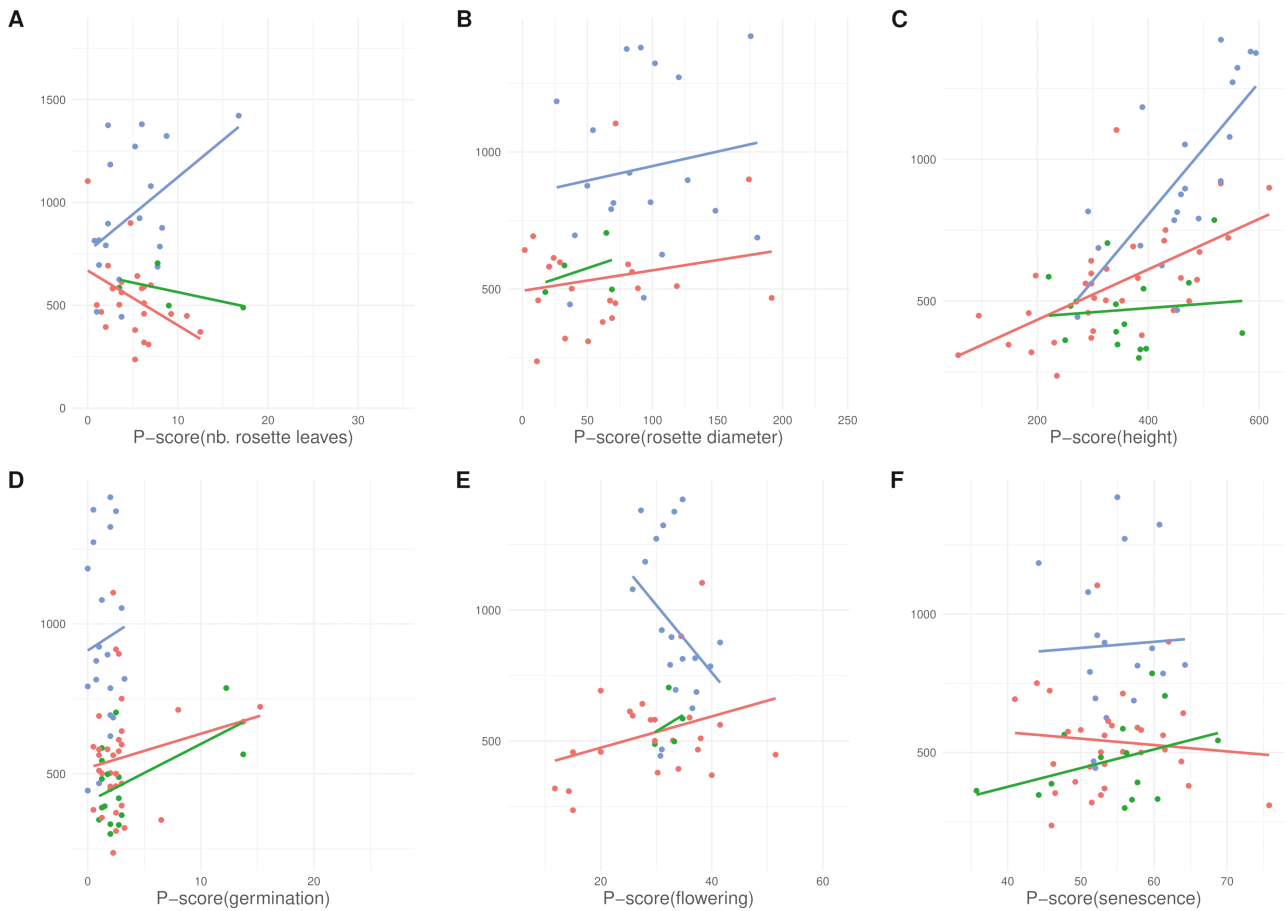 A
B
C
1500
1000
500
0
0 10 20 30
P−score(nb. rosette leaves)
1000
500
0 50 100 150 200 250
P−score(rosette diameter)
1000
500
200 400 600
P−score(height)
D
E
F
1000
500
0 10 20
P−score(germination)
1000
500
20 40 60
P−score(flowering)
1000
500
40 50 60 70
P−score(senescence)